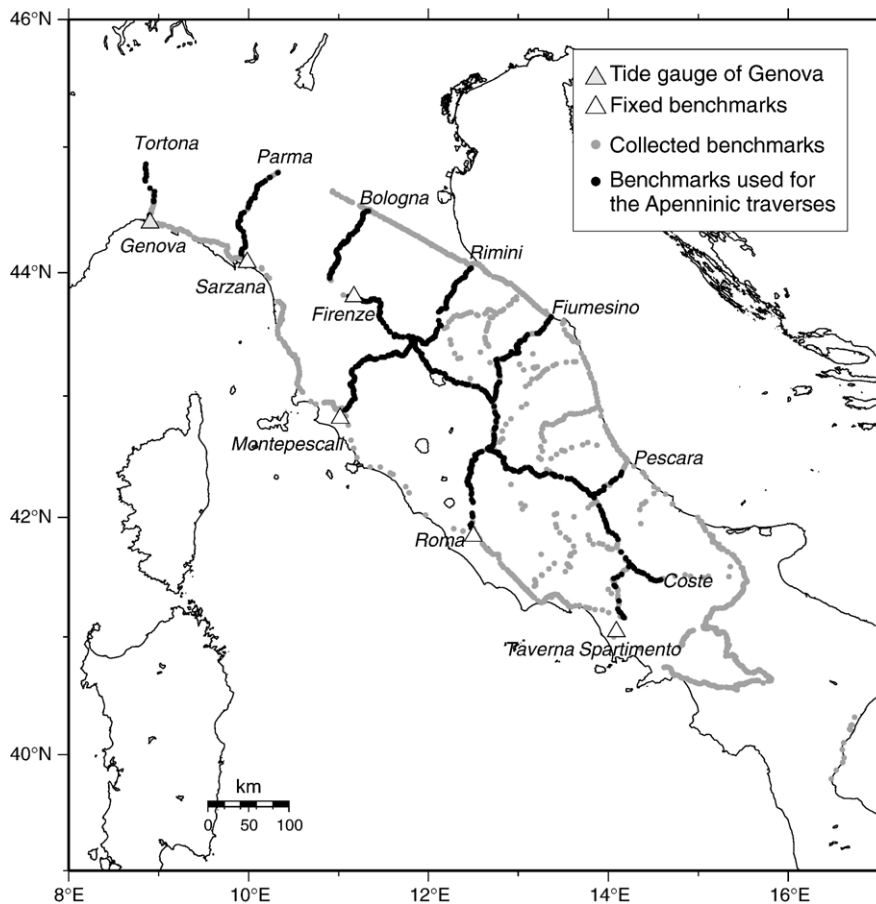 46°N
44°N
42°N
40°N
8°E
10°E
12°E
14°E
16°E
Tide gauge of Genova
Fixed benchmarks
Collected benchmarks
Benchmarks used for
the Apenninic traverses
Tortona
Parma
Bologna
Genova
Rimini
Sarzana
Firenze
Fiumesino
Montepescali
Pescara
Roma
Coste
Taverna Spartimento
km
0 50 100